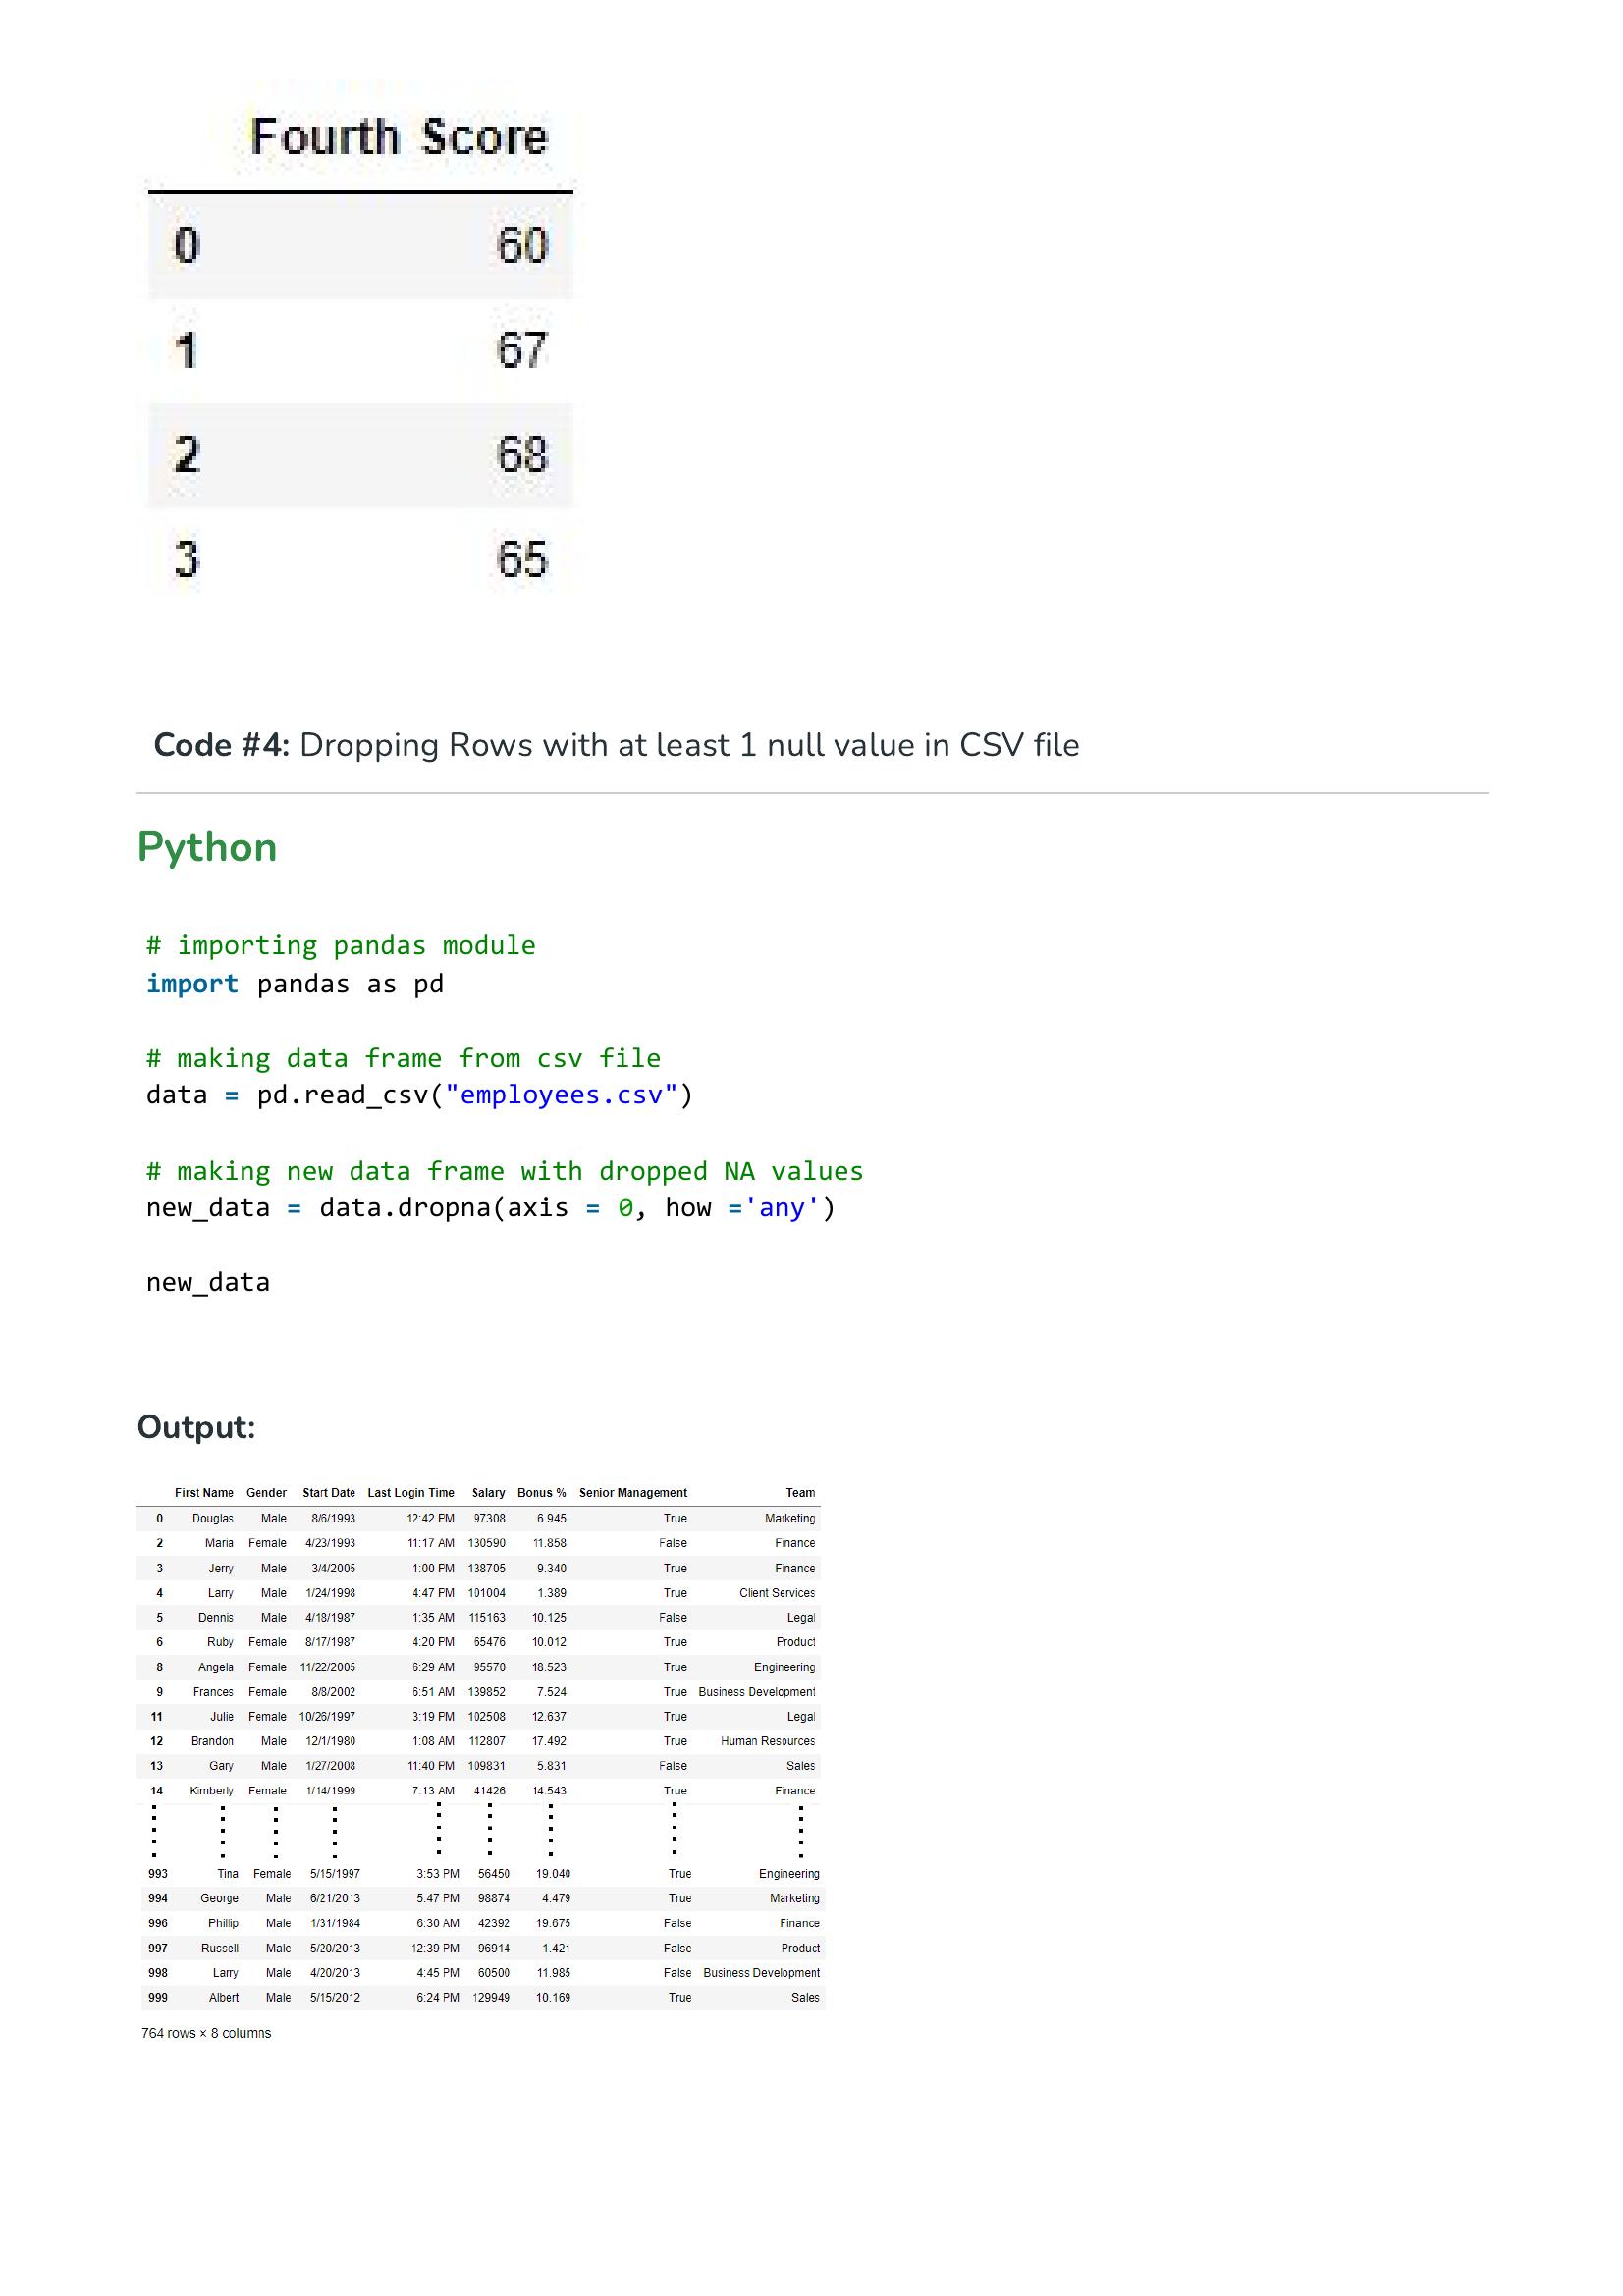 Fourth Score
0 60
1 67
2 68
3 65
Code #4: Dropping Rows with at least 1 null value in CSV file
Python
# importing pandas module
import pandas as pd
# making data frame from csv file
data = pd.read_csv("employees.csv")
# making new data frame with dropped NA values
new_data = data.dropna(axis = 0, how ='any')
new_data
Output:
First Name Gender Start Date Last Login Time Salary Bonus % Senior Management Team
0 Douglas Male 8/6/1993 12:42 PM 97308 6.945 True Marketing
2 Maria Female 4/23/1993 11:17 AM 130590 11.858 False Finance
3 Jerry Male 3/4/2005 1:00 PM 138705 9.340 True Finance
4 Larry Male 1/24/1998 4:47 PM 101004 1.389 True Client Services
5 Dennis Male 4/18/1987 1:35 AM 115163 10.125 False Legal
6 Ruby Female 8/17/1987 4:20 PM 65476 10.012 True Product
8 Angela Female 11/22/2005 6:29 AM 95570 18.523 True Engineering
9 Frances Female 8/8/2002 6:51 AM 139852 7.524 True Business Development
11 Julie Female 10/26/1997 3:19 PM 102508 12.637 True Legal
12 Brandon Male 12/1/1980 1:08 AM 112807 17.492 True Human Resources
13 Gary Male 1/27/2008 11:40 PM 109831 5.831 False Sales
14 Kimberly Female 1/14/1999 7:13 AM 41426 14.543 True Finance
993 Tina Female 5/15/1997 3:53 PM 56450 19.040 True Engineering
994 George Male 6/21/2013 5:47 PM 98874 4.479 True Marketing
996 Phillip Male 1/31/1984 6:30 AM 42392 19.675 False Finance
997 Russell Male 5/20/2013 12:39 PM 96914 1.421 False Product
998 Larry Male 4/20/2013 4:45 PM 60500 11.985 False Business Development
999 Albert Male 5/15/2012 6:24 PM 129949 10.169 True Sales
764 rows × 8 columns